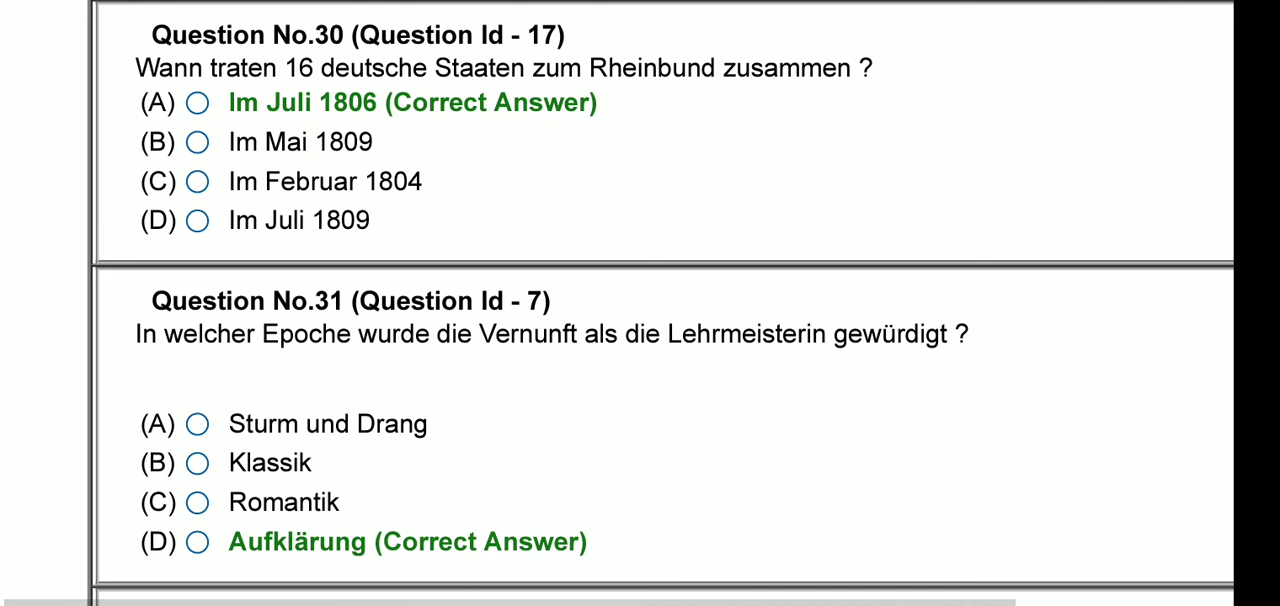 Question No.30 (Question Id - 17)
Wann traten 16 deutsche Staaten zum Rheinbund zusammen ?
(A) Im Juli 1806 (Correct Answer)
(B) Im Mai 1809
(C) Im Februar 1804
(D) Im Juli 1809
Question No.31 (Question Id - 7)
In welcher Epoche wurde die Vernunft als die Lehrmeisterin gewürdigt ?
(A) Sturm und Drang
(B) Klassik
(C) Romantik
(D) Aufklärung (Correct Answer)